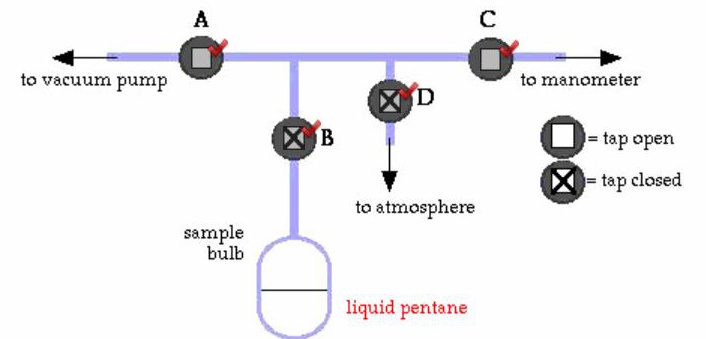 A
C
to vacuum pump
to manometer
D
B
= tap open
= tap closed
to atmosphere
sample
bulb
liquid pentane